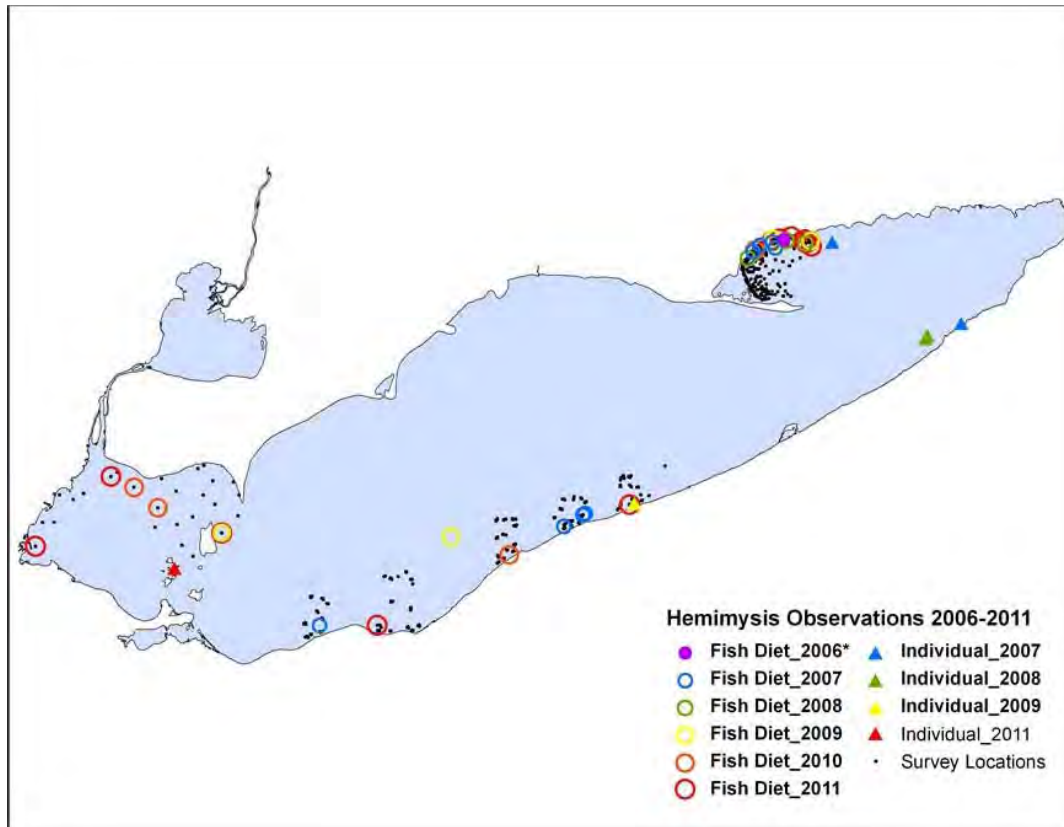 Hemimysis Observations 2006-2011
Fish Diet_2006*
Fish Diet_2007
Fish Diet_2008
Fish Diet_2009
Fish Diet_2010
Fish Diet_2011
Individual_2007
Individual_2008
Individual_2009
Individual_2011
Survey Locations